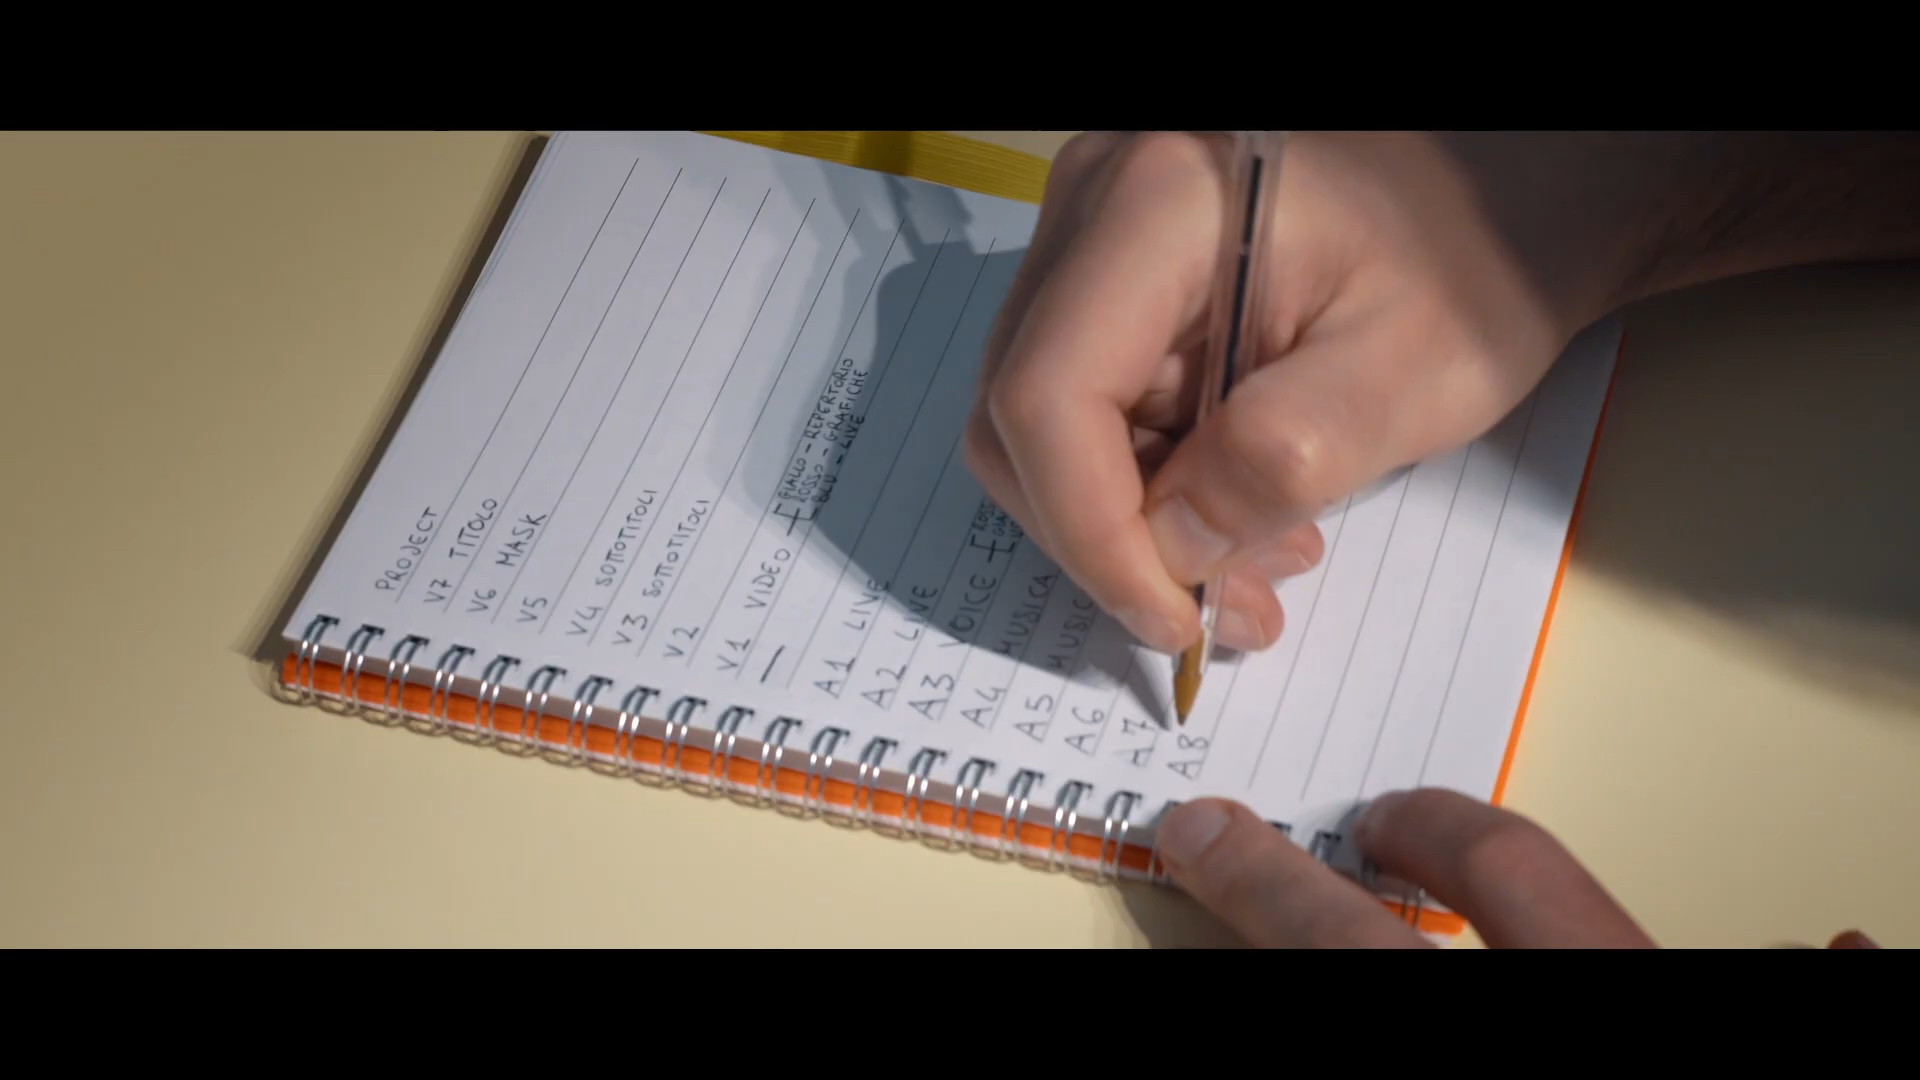 PROJECT
V7 TITOLO
V6 MASK
V5
V4 SOTTOTITOLI
V3 SOTTOTITOLI
V2
V1 VIDEO
GIALLO - REPERTORIO
ROSSO - GRAFICHE
BLU - LIVE
—
A1 LIVE
A2 LIVE
A3 VOICE
A4 MUSICA
A5 MUSIC
A6
A7
A8